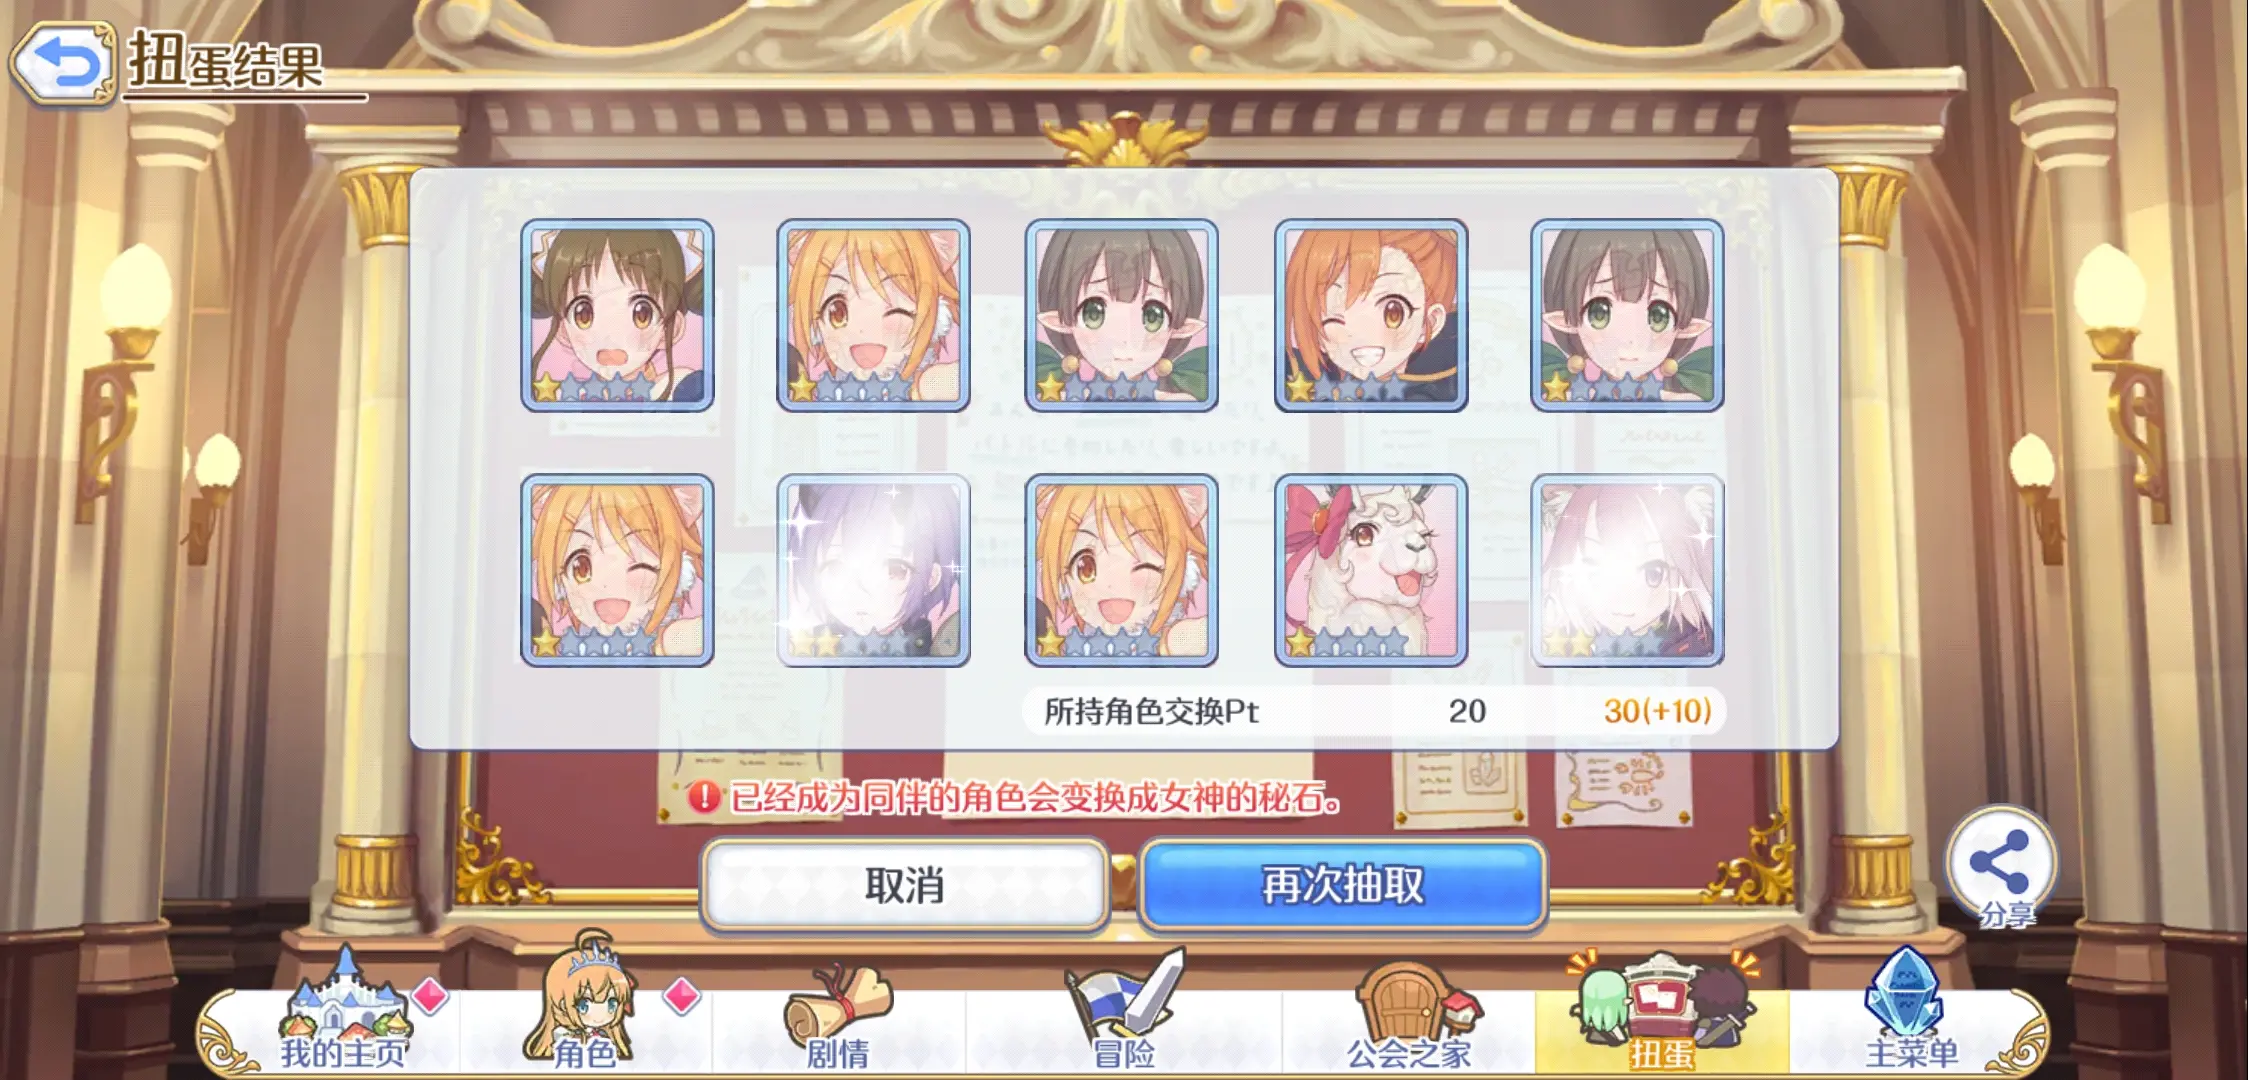 扭蛋结果
所持角色交换Pt 20 30(+10)
已经成为同伴的角色会变换成女神的秘石。
取消
再次抽取
分享
我的主页
角色
剧情
冒险
公会之家
扭蛋
主菜单